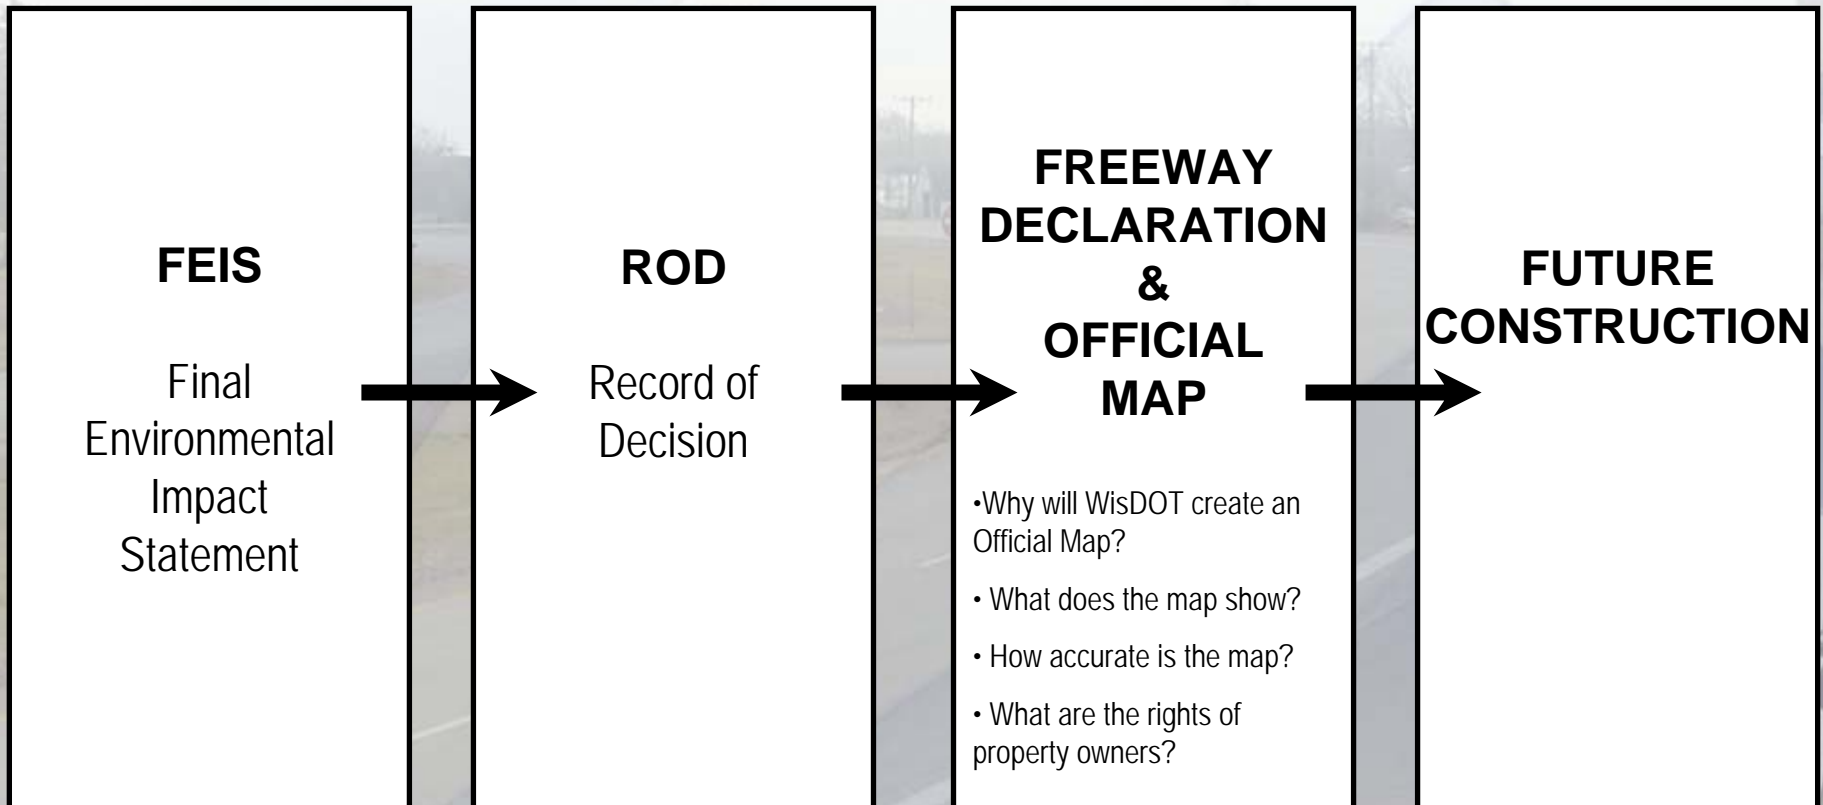 FEIS
Final
Environmental
Impact
Statement
ROD
Record of
Decision
FREEWAY
DECLARATION
&
OFFICIAL
MAP
•Why will WisDOT create an
Official Map?
• What does the map show?
• How accurate is the map?
• What are the rights of
property owners?
FUTURE
CONSTRUCTION